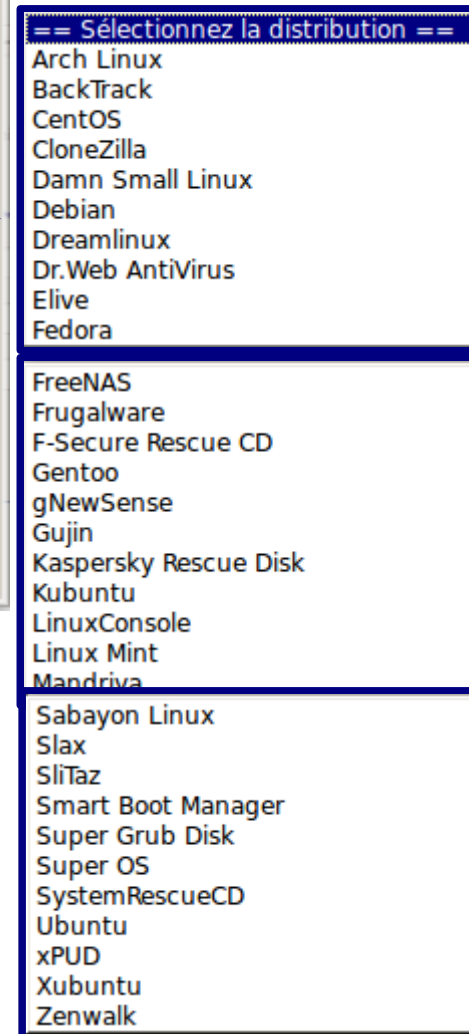 == Sélectionnez la distribution ==
Arch Linux
BackTrack
CentOS
CloneZilla
Damn Small Linux
Debian
Dreamlinux
Dr.Web AntiVirus
Elive
Fedora
FreeNAS
Frugalware
F-Secure Rescue CD
Gentoo
gNewSense
Gujin
Kaspersky Rescue Disk
Kubuntu
LinuxConsole
Linux Mint
Mandriva
Sabayon Linux
Slax
SliTaz
Smart Boot Manager
Super Grub Disk
Super OS
SystemRescueCD
Ubuntu
xPUD
Xubuntu
Zenwalk